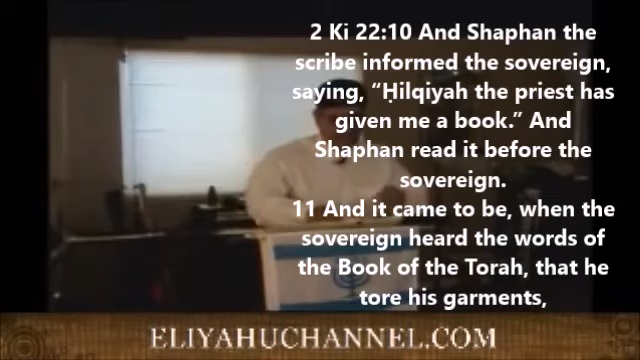 2 Ki 22:10 And Shaphan the
scribe informed the sovereign,
saying, “Ḥilqiyah the priest has
given me a book.” And
Shaphan read it before the
sovereign.
11 And it came to be, when the
sovereign heard the words of
the Book of the Torah, that he
tore his garments,
ELIYAHUCHANNEL.COM